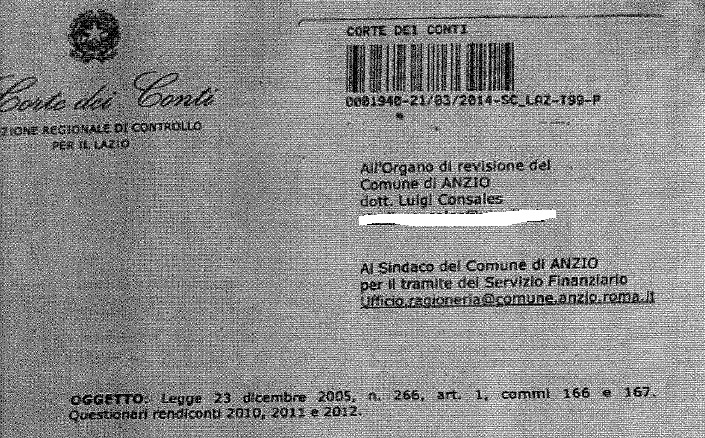 Corte dei Conti
ZIONE REGIONALE DI CONTROLLO
PER IL LAZIO
CORTE DEI CONTI
0001940-21/03/2014-SC_LAZ-T99-P
All'Organo di revisione del
Comune di ANZIO
dott. Luigi Consales
Al Sindaco del Comune di ANZIO
per il tramite del Servizio Finanziario
Ufficio.ragioneria@comune.anzio.roma.it
OGGETTO: Legge 23 dicembre 2005, n. 266, art. 1, commi 166 e 167.
Questionari rendiconti 2010, 2011 e 2012.